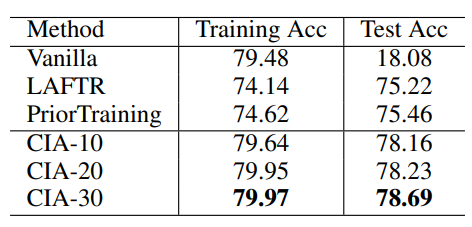 Method Training Acc Test Acc
Vanilla 79.48 18.08
LAFTR 74.14 75.22
PriorTraining 74.62 75.46
CIA-10 79.64 78.16
CIA-20 79.95 78.23
CIA-30 79.97 78.69